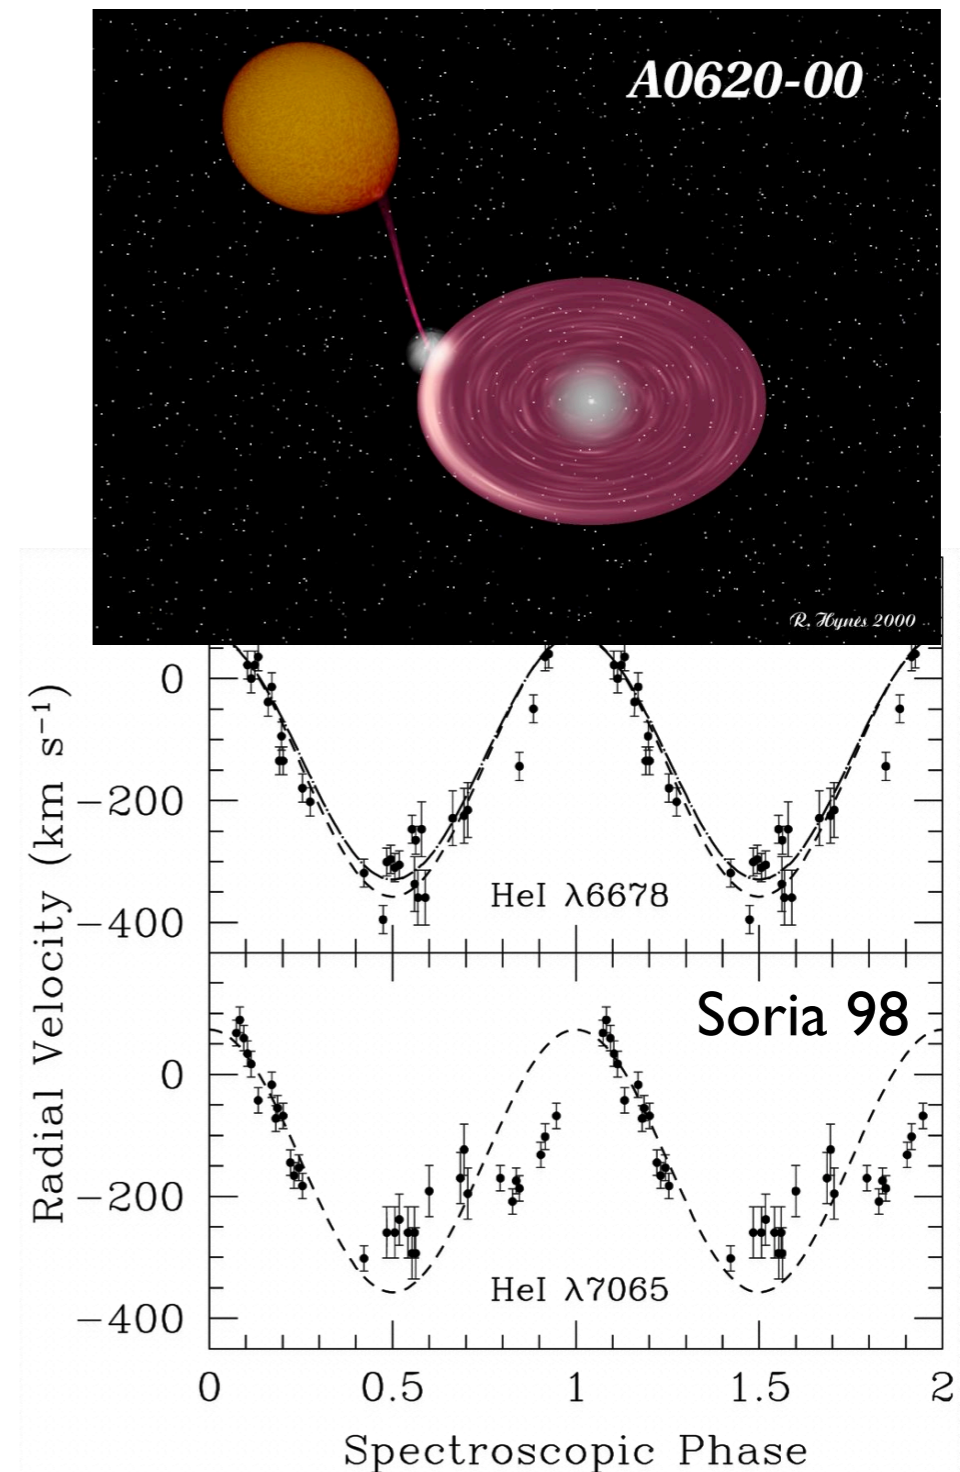 A0620-00
R. Hynes 2000
Radial Velocity (km s⁻¹)
0
−200
−400
HeI λ6678
Soria 98
0
−200
−400
HeI λ7065
0 0.5 1 1.5 2
Spectroscopic Phase